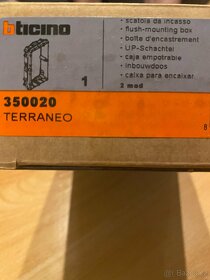 bticino
• scatola da incasso
• flush-mounting box
• boîte d'encastrement
• UP-Schachtel
• caja empotrable
• inbouwdoos
• caixa para encaixar
1
2 mod
350020
TERRANEO
8